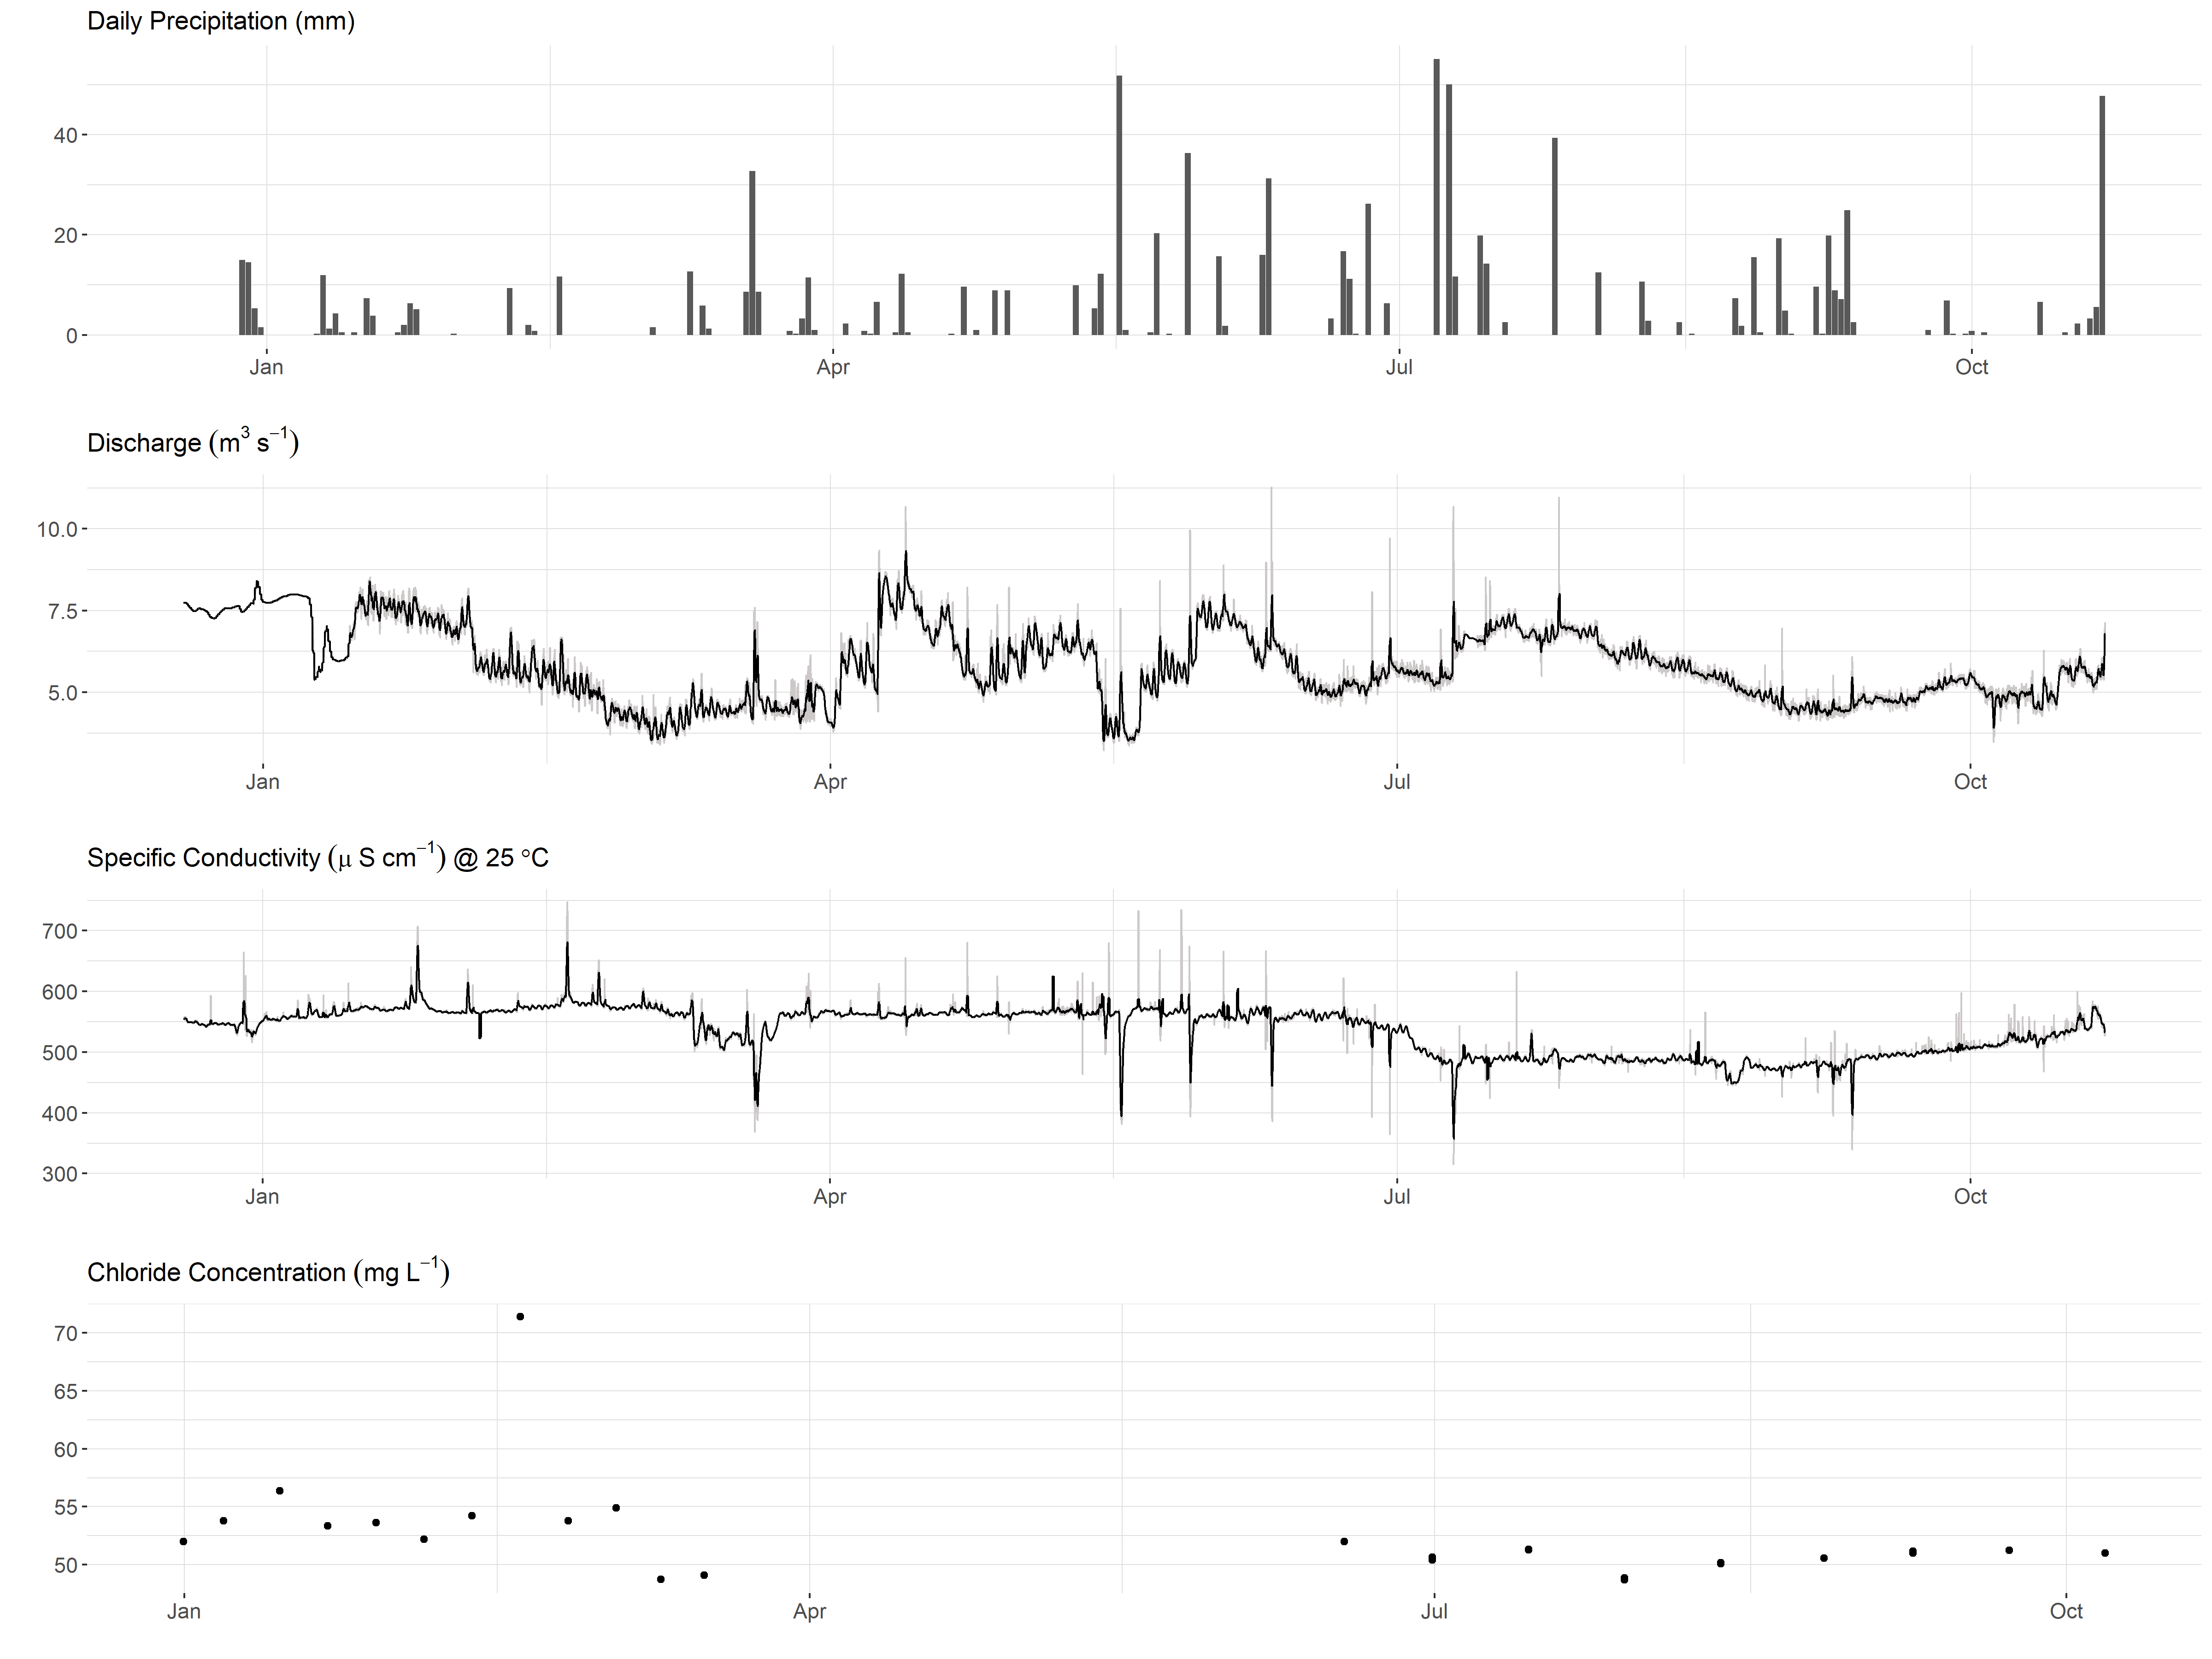 Daily Precipitation (mm)
40
20
0
Jan Apr Jul Oct
Discharge (m³ s⁻¹)
10.0
7.5
5.0
Jan Apr Jul Oct
Specific Conductivity (μ S cm⁻¹) @ 25 °C
700
600
500
400
300
Jan Apr Jul Oct
Chloride Concentration (mg L⁻¹)
70
65
60
55
50
Jan Apr Jul Oct